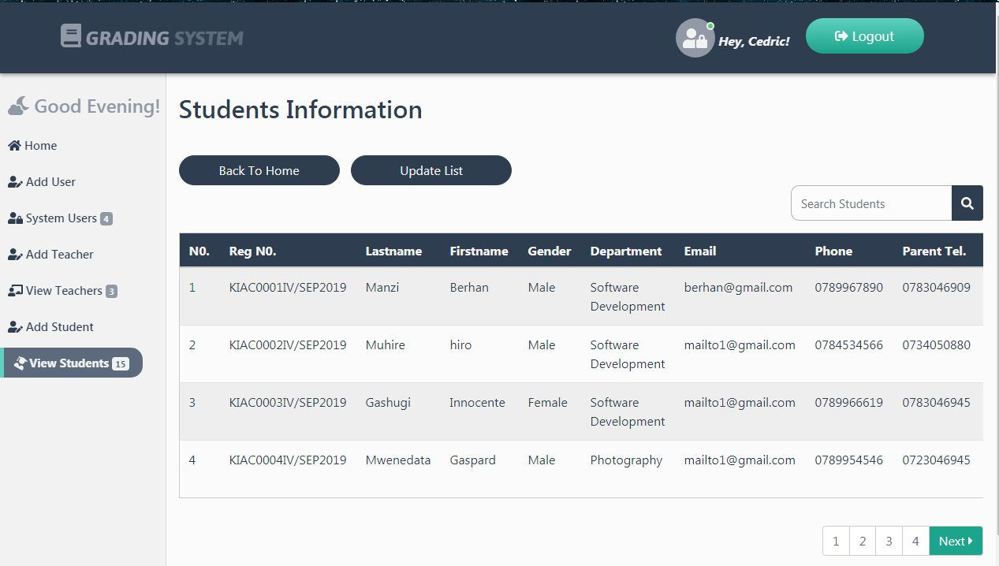 GRADING SYSTEM
Hey, Cedric!
Logout
Good Evening!
Home
Add User
System Users 4
Add Teacher
View Teachers 3
Add Student
View Students 15
Students Information
Back To Home Update List
Search Students
N0. Reg N0. Lastname Firstname Gender Department Email Phone Parent Tel.
1 KIAC0001IV/SEP2019 Manzi Berhan Male Software berhan@gmail.com 0789967890 0783046909
Development
2 KIAC0002IV/SEP2019 Muhire hiro Male Software mailto1@gmail.com 0784534566 0734050880
Development
3 KIAC0003IV/SEP2019 Gashugi Innocente Female Software mailto1@gmail.com 0789966619 0783046945
Development
4 KIAC0004IV/SEP2019 Mwenedata Gaspard Male Photography mailto1@gmail.com 0789954546 0723046945
1 2 3 4 Next